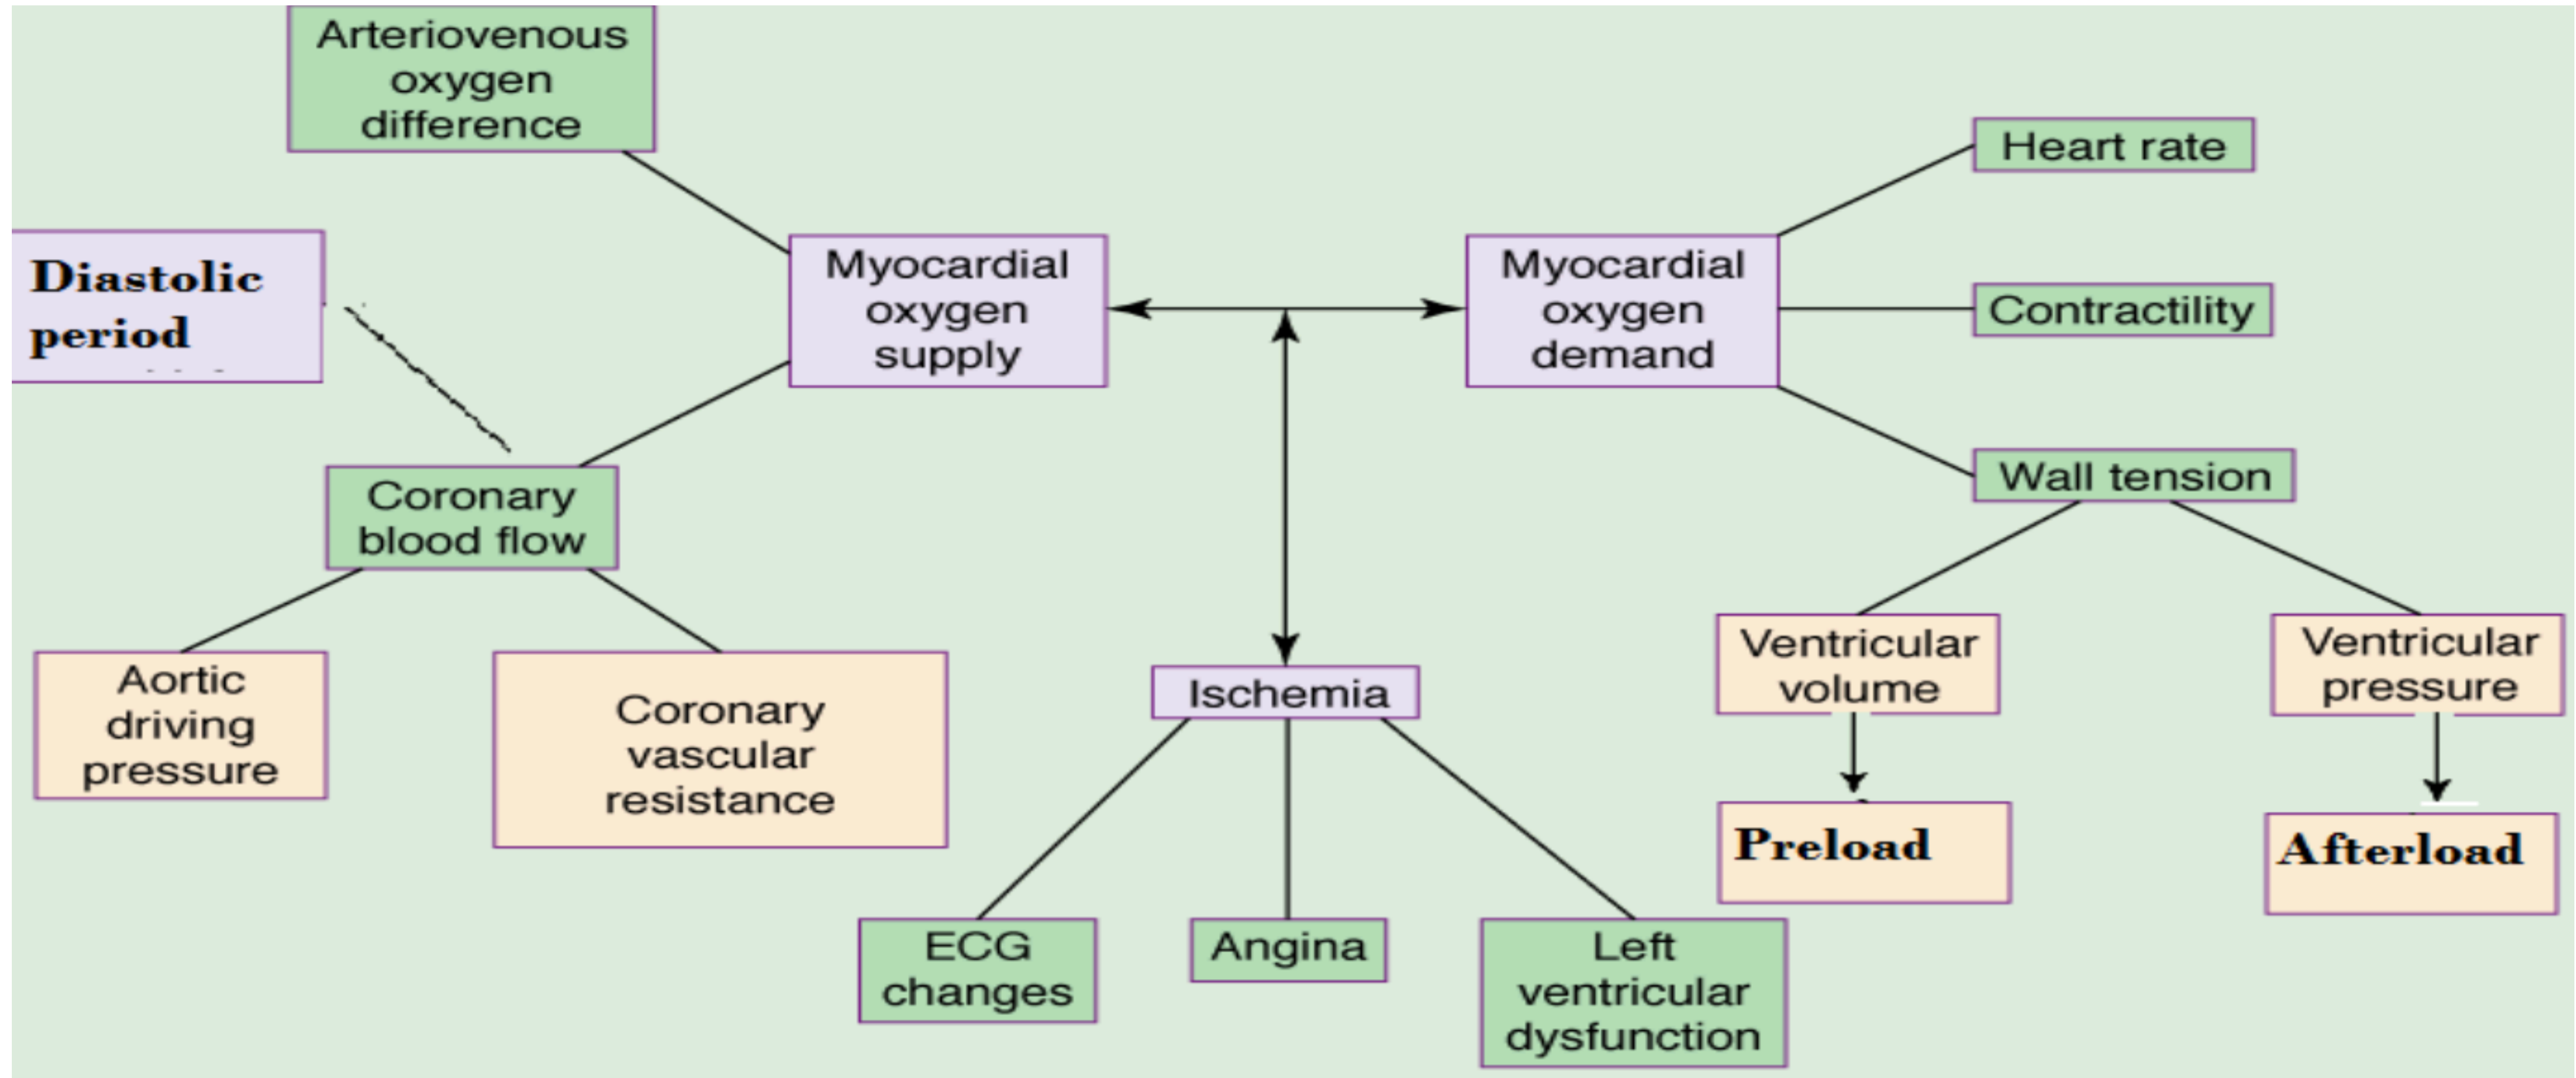 Arteriovenous
oxygen
difference
Diastolic
period
Myocardial
oxygen
supply
Coronary
blood flow
Aortic
driving
pressure
Coronary
vascular
resistance
Myocardial
oxygen
demand
Heart rate
Contractility
Wall tension
Ventricular
volume
Ventricular
pressure
Preload
Afterload
Ischemia
ECG
changes
Angina
Left
ventricular
dysfunction